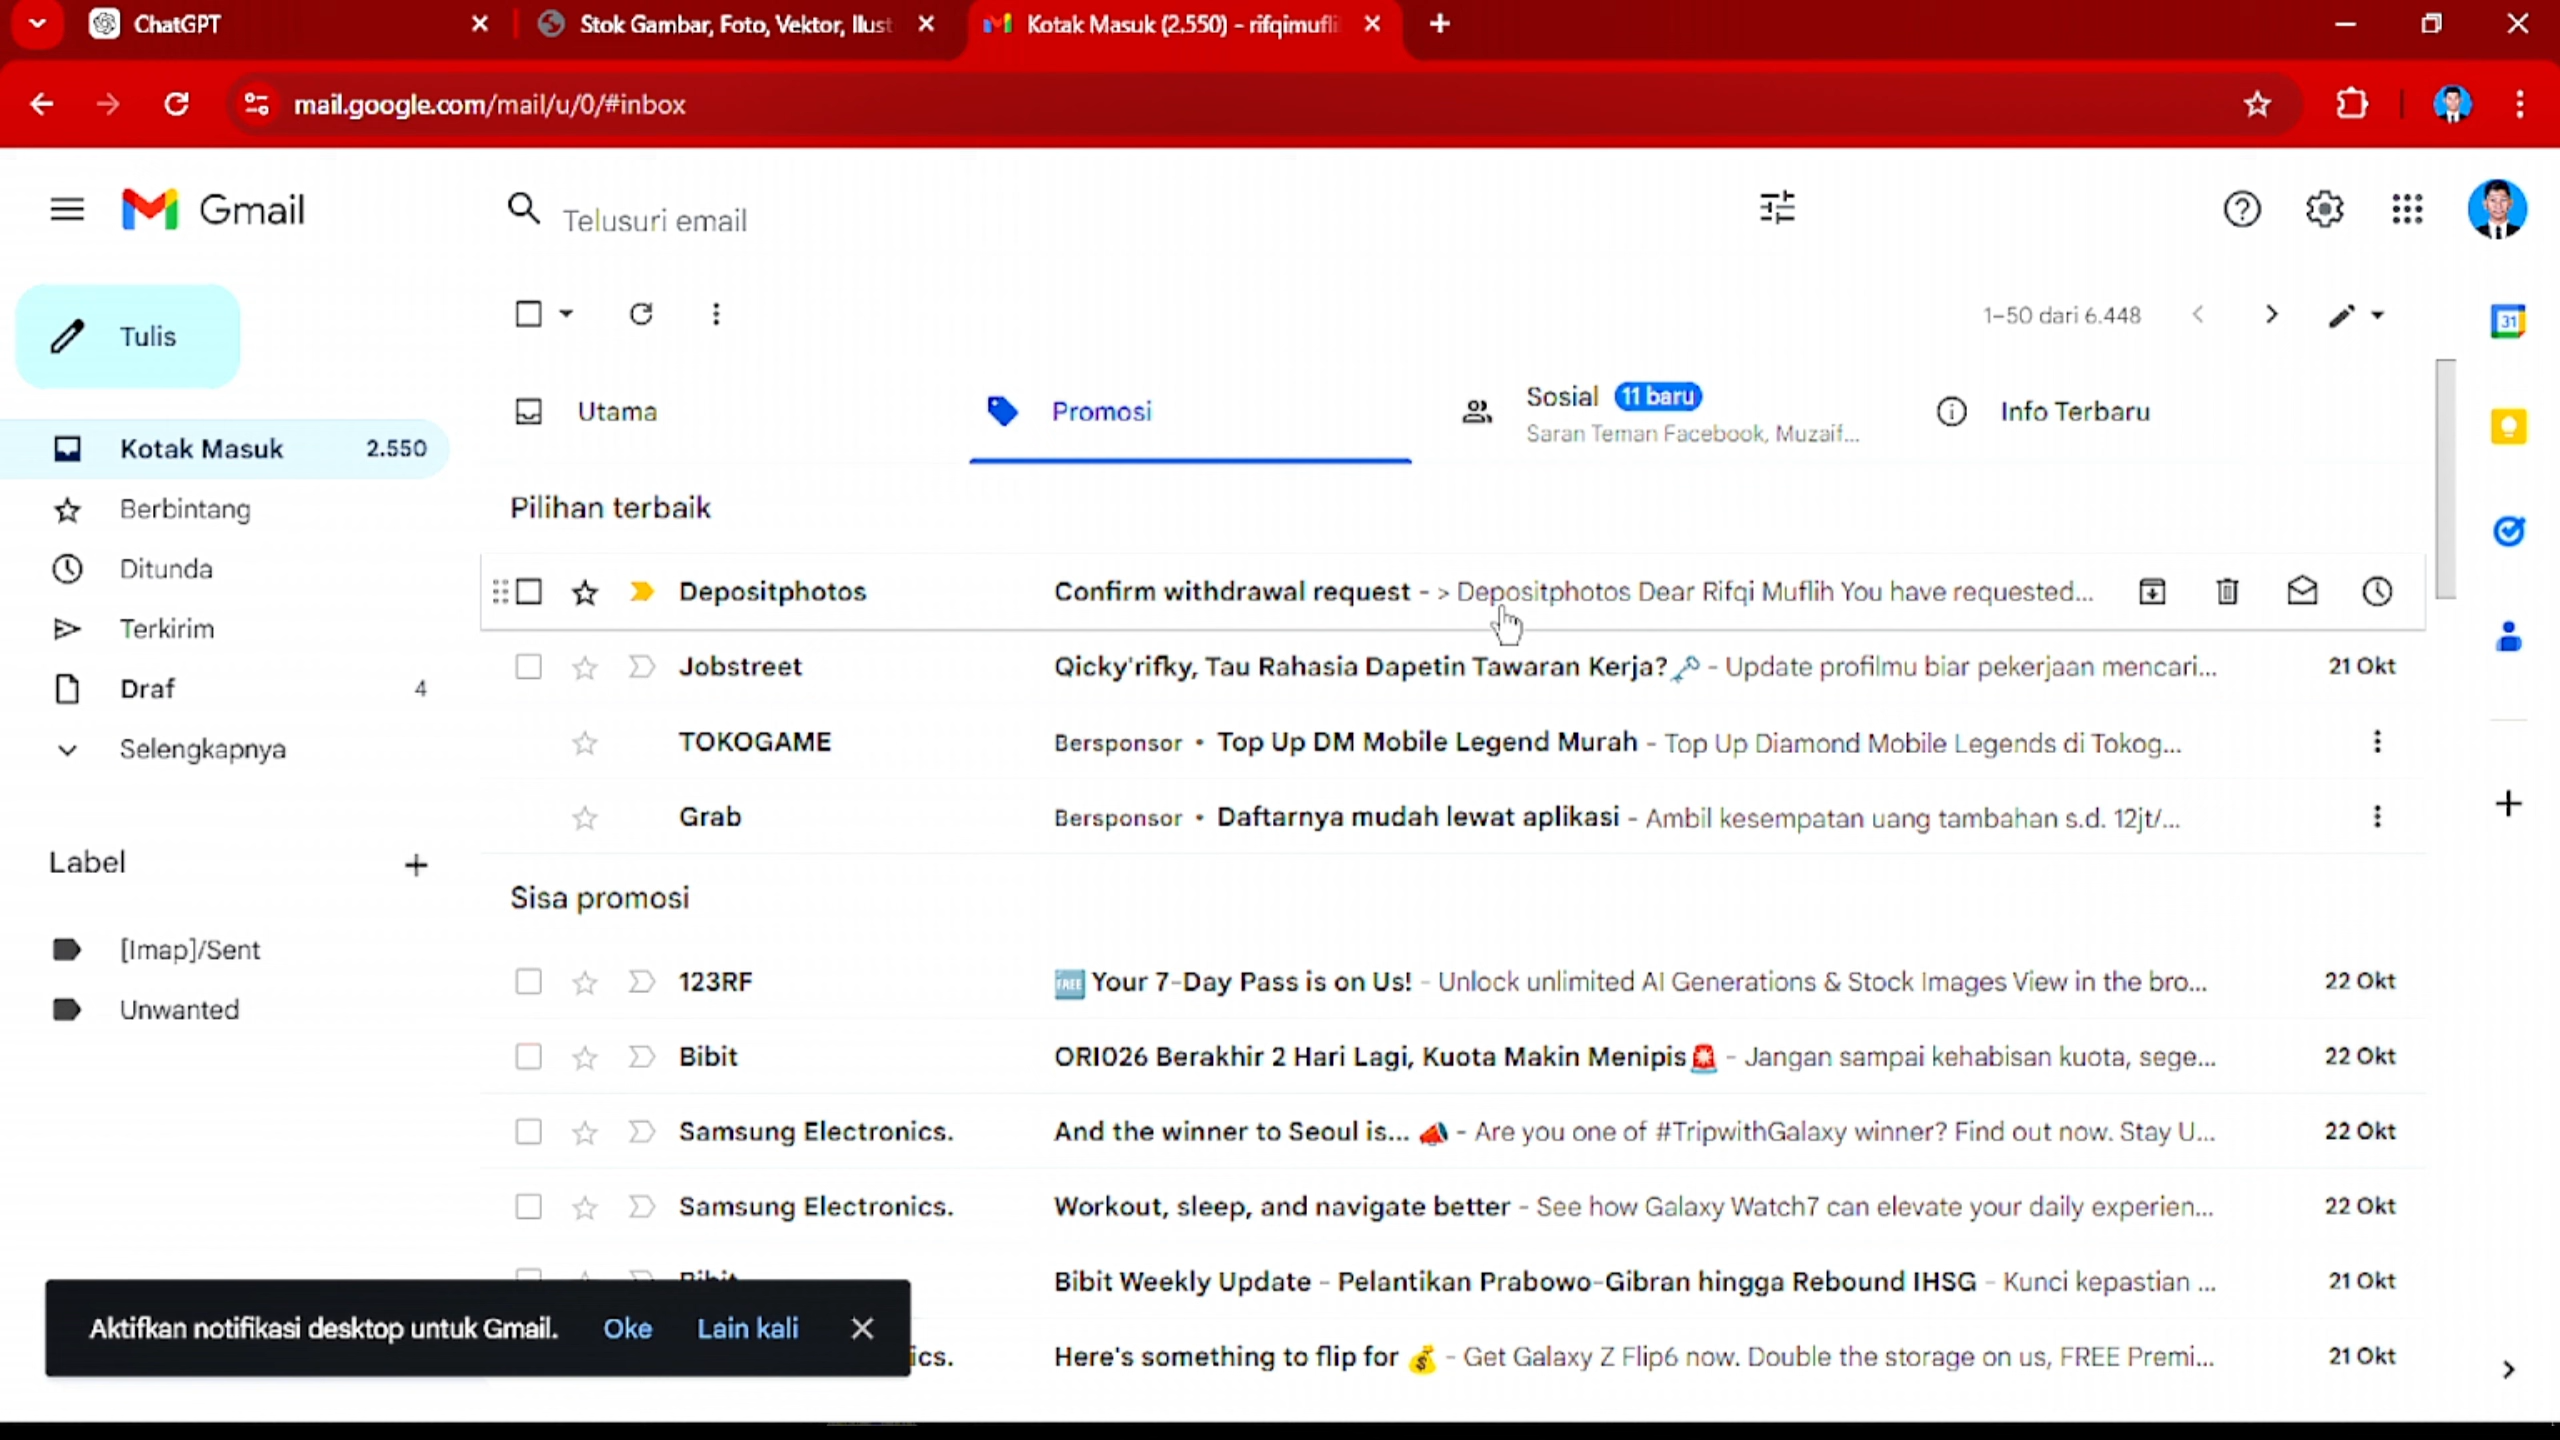 ChatGPT
Stok Gambar, Foto, Vektor, Ilust
Kotak Masuk (2.550) - rifqimufli
mail.google.com/mail/u/0/#inbox
Gmail
Telusuri email
Tulis
1–50 dari 6.448
31
Utama
Promosi
Sosial 11 baru
Saran Teman Facebook, Muzaif...
Info Terbaru
Kotak Masuk 2.550
Berbintang
Ditunda
Terkirim
Draf 4
Selengkapnya
Label
[Imap]/Sent
Unwanted
Pilihan terbaik
Depositphotos Confirm withdrawal request - > Depositphotos Dear Rifqi Muflih You have requested...
Jobstreet Qicky'rifky, Tau Rahasia Dapetin Tawaran Kerja?🗝️ - Update profilmu biar pekerjaan mencari... 21 Okt
TOKOGAME Bersponsor • Top Up DM Mobile Legend Murah - Top Up Diamond Mobile Legends di Tokog...
Grab Bersponsor • Daftarnya mudah lewat aplikasi - Ambil kesempatan uang tambahan s.d. 12jt/...
Sisa promosi
123RF 🆓 Your 7-Day Pass is on Us! - Unlock unlimited AI Generations & Stock Images View in the bro... 22 Okt
Bibit ORI026 Berakhir 2 Hari Lagi, Kuota Makin Menipis🚨 - Jangan sampai kehabisan kuota, sege... 22 Okt
Samsung Electronics. And the winner to Seoul is... 📣 - Are you one of #TripwithGalaxy winner? Find out now. Stay U... 22 Okt
Samsung Electronics. Workout, sleep, and navigate better - See how Galaxy Watch7 can elevate your daily experien... 22 Okt
Bibit Bibit Weekly Update - Pelantikan Prabowo-Gibran hingga Rebound IHSG - Kunci kepastian ... 21 Okt
ics. Here's something to flip for 💰 - Get Galaxy Z Flip6 now. Double the storage on us, FREE Premi... 21 Okt
Aktifkan notifikasi desktop untuk Gmail. Oke Lain kali